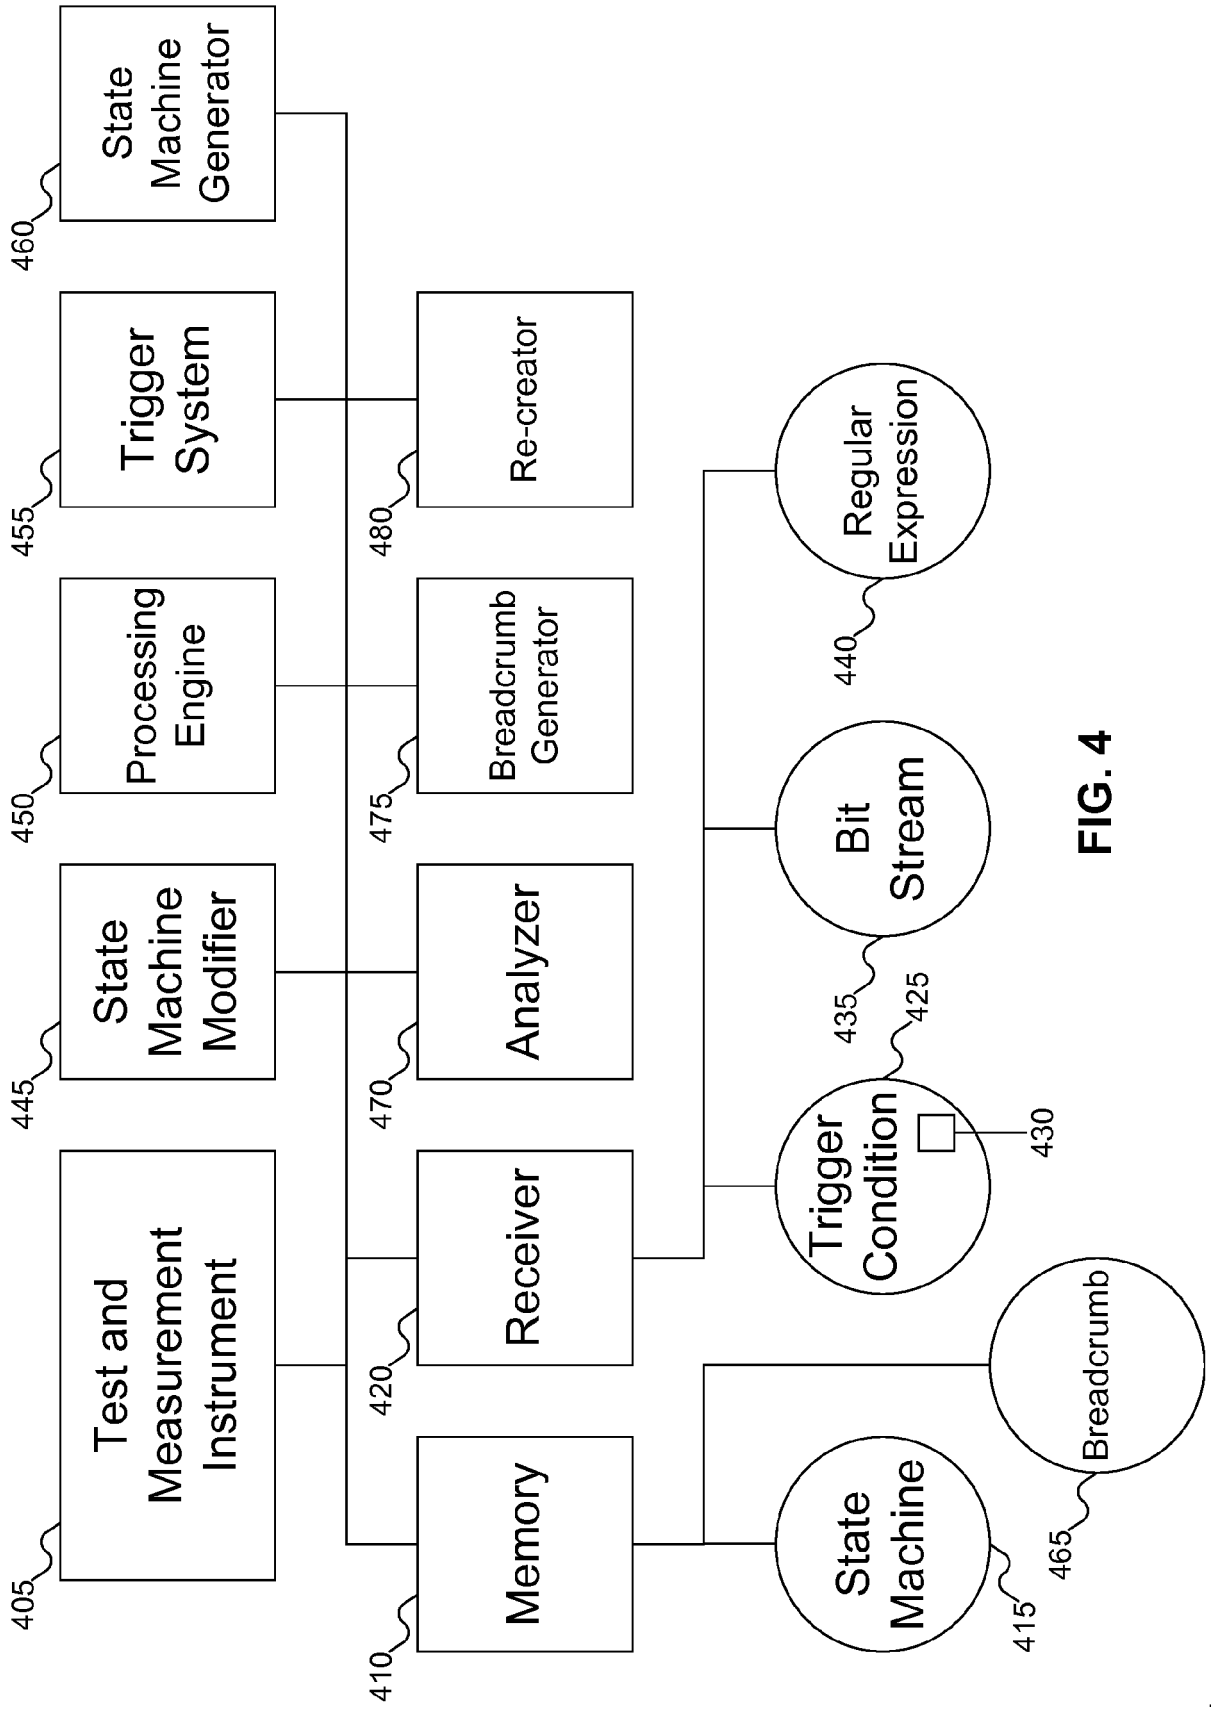 405
Test and
Measurement
Instrument
445
State
Machine
Modifier
450
Processing
Engine
455
Trigger
System
460
State
Machine
Generator
410
Memory
420
Receiver
470
Analyzer
475
Breadcrumb
Generator
480
Re-creator
State
Machine
415
465
Breadcrumb
Trigger
Condition
425
430
435
Bit
Stream
440
Regular
Expression
FIG. 4